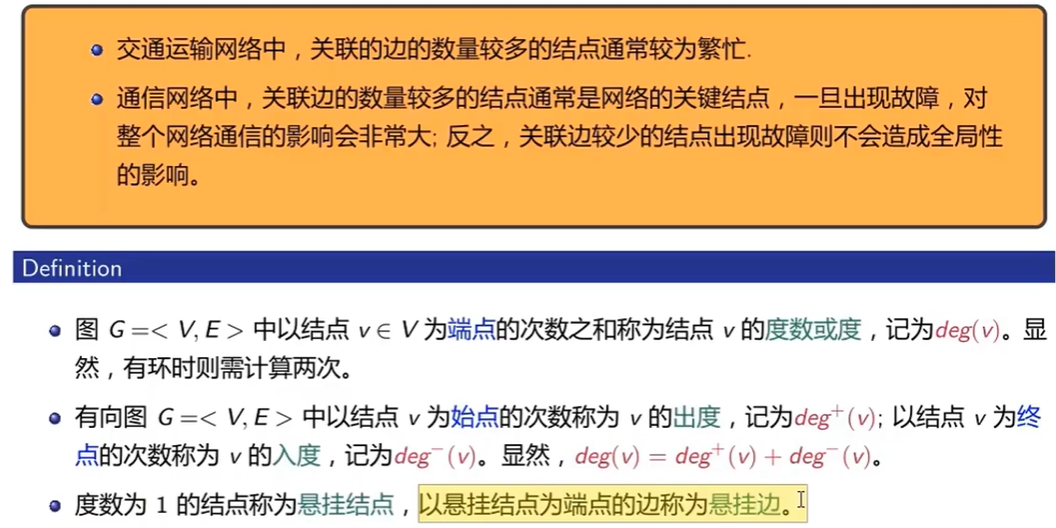 交通运输网络中，关联的边的数量较多的结点通常较为繁忙.
通信网络中，关联边的数量较多的结点通常是网络的关键结点，一旦出现故障，对
整个网络通信的影响会非常大; 反之，关联边较少的结点出现故障则不会造成全局性
的影响。
Definition
图 G =< V, E > 中以结点 v ∈ V 为端点的次数之和称为结点 v 的度数或度，记为deg(v)。显
然，有环时则需计算两次。
有向图 G =< V, E > 中以结点 v 为始点的次数称为 v 的出度，记为deg⁺(v); 以结点 v 为终
点的次数称为 v 的入度，记为deg⁻(v)。显然，deg(v) = deg⁺(v) + deg⁻(v)。
度数为 1 的结点称为悬挂结点，以悬挂结点为端点的边称为悬挂边。